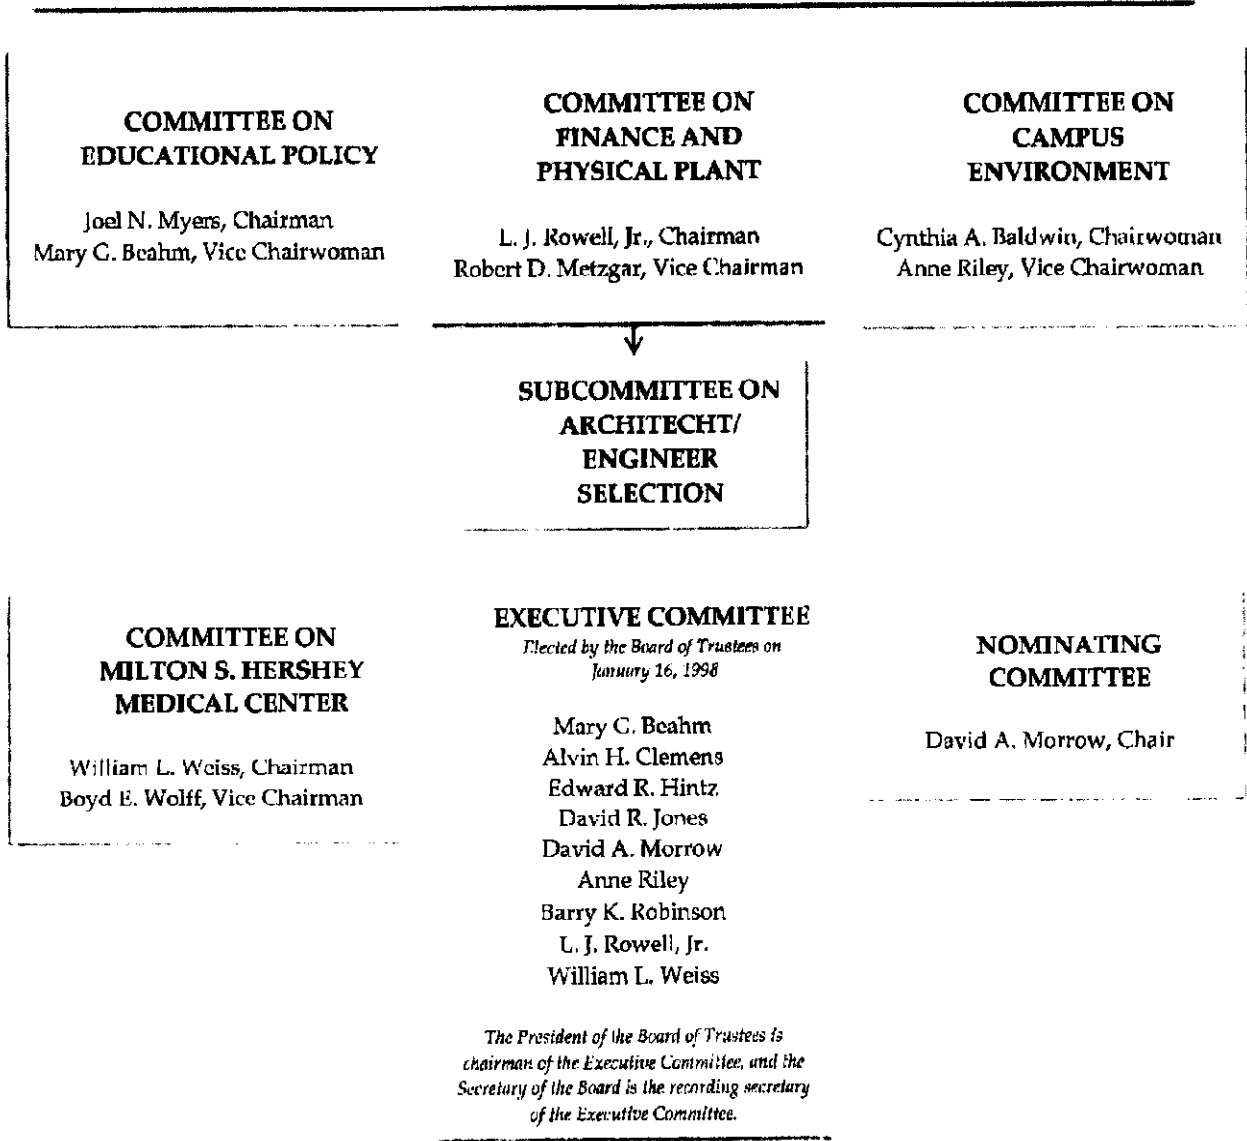 COMMITTEE ON
EDUCATIONAL POLICY
Joel N. Myers, Chairman
Mary G. Beahm, Vice Chairwoman
COMMITTEE ON
FINANCE AND
PHYSICAL PLANT
L. J. Rowell, Jr., Chairman
Robert D. Metzgar, Vice Chairman
COMMITTEE ON
CAMPUS
ENVIRONMENT
Cynthia A. Baldwin, Chairwoman
Anne Riley, Vice Chairwoman
SUBCOMMITTEE ON
ARCHITECHT/
ENGINEER
SELECTION
COMMITTEE ON
MILTON S. HERSHEY
MEDICAL CENTER
William L. Weiss, Chairman
Boyd E. Wolff, Vice Chairman
EXECUTIVE COMMITTEE
Elected by the Board of Trustees on
January 16, 1998
Mary G. Beahm
Alvin H. Clemens
Edward R. Hintz
David R. Jones
David A. Morrow
Anne Riley
Barry K. Robinson
L. J. Rowell, Jr.
William L. Weiss
The President of the Board of Trustees is
chairman of the Executive Committee, and the
Secretary of the Board is the recording secretary
of the Executive Committee.
NOMINATING
COMMITTEE
David A. Morrow, Chair